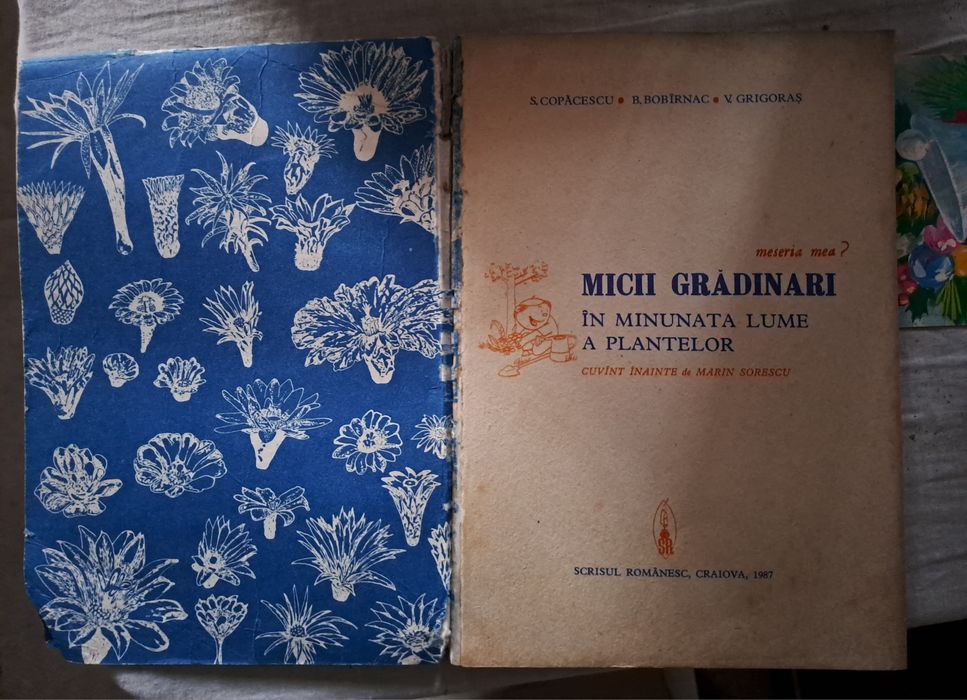 S. COPĂCESCU • B. BOBÎRNAC • V. GRIGORAȘ
meseria mea?
MICII GRĂDINARI
ÎN MINUNATA LUME
A PLANTELOR
CUVÎNT ÎNAINTE de MARIN SORESCU
SR
SCRISUL ROMÂNESC, CRAIOVA, 1987